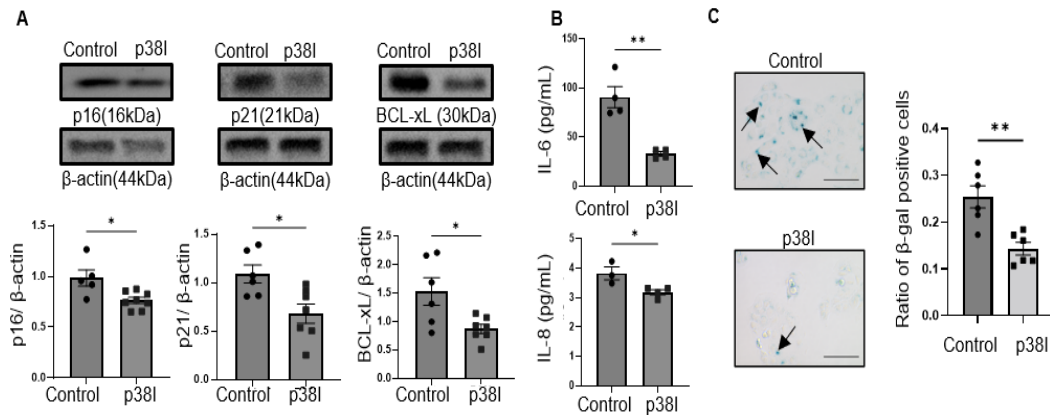 A
Control p38I
p16(16kDa)
β-actin(44kDa)
Control p38I
p21(21kDa)
β-actin(44kDa)
Control p38I
BCL-xL (30kDa)
β-actin(44kDa)
p16/ β-actin
1.5
1.0
0.5
0.0
*
Control p38I
p21/ β-actin
1.5
1.0
0.5
0.0
*
Control p38I
BCL-xL/ β-actin
2.5
2.0
1.5
1.0
0.5
0.0
*
Control p38I
B
IL-6 (pg/mL)
150
100
50
0
**
Control p38I
IL-8 (pg/mL)
5
4
3
2
1
0
*
Control p38I
C
Control
p38I
Ratio of β-gal positive cells
0.4
0.3
0.2
0.1
0.0
**
Control p38I